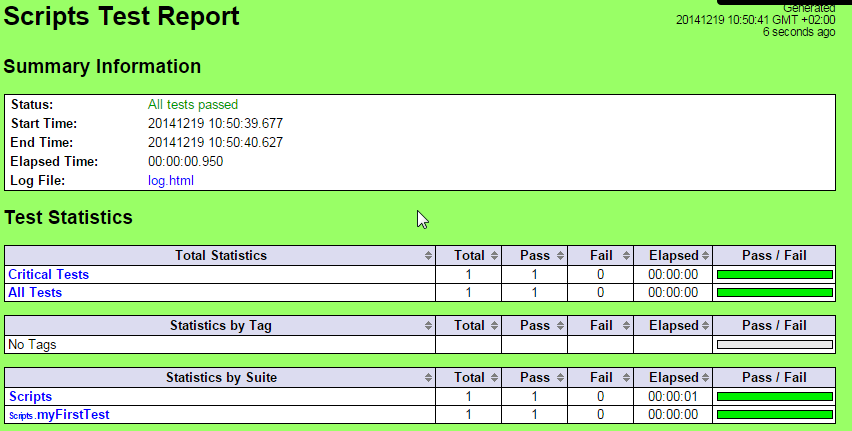 Scripts Test Report
Generated
20141219 10:50:41 GMT +02:00
6 seconds ago
Summary Information
Status: All tests passed
Start Time: 20141219 10:50:39.677
End Time: 20141219 10:50:40.627
Elapsed Time: 00:00:00.950
Log File: log.html
Test Statistics
Total Statistics Total Pass Fail Elapsed Pass / Fail
Critical Tests 1 1 0 00:00:00
All Tests 1 1 0 00:00:00
Statistics by Tag Total Pass Fail Elapsed Pass / Fail
No Tags
Statistics by Suite Total Pass Fail Elapsed Pass / Fail
Scripts 1 1 0 00:00:01
Scripts.myFirstTest 1 1 0 00:00:00